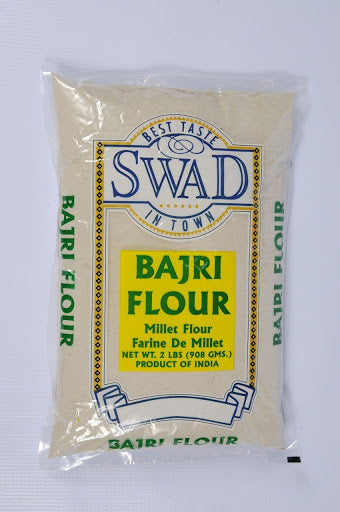 BEST TASTE
SWAD
IN TOWN
BAJRI
FLOUR
Millet Flour
Farine De Millet
NET WT. 2 LBS (908 GMS.)
PRODUCT OF INDIA
BAJRI FLOUR
BAJRI FLOUR
BAJRI FLOUR